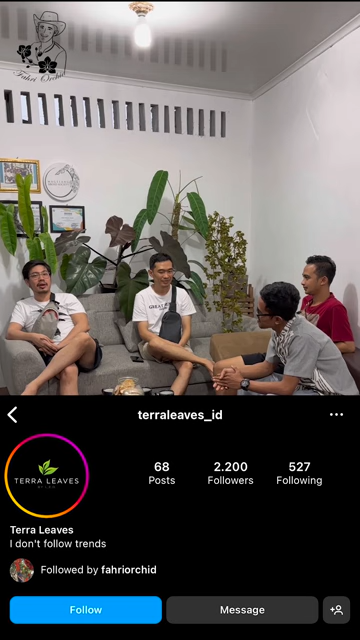 Fahri Orchid
GREAT
terraleaves_id
TERRA LEAVES
68
Posts
2.200
Followers
527
Following
Terra Leaves
I don't follow trends
Followed by fahriorchid
Follow
Message